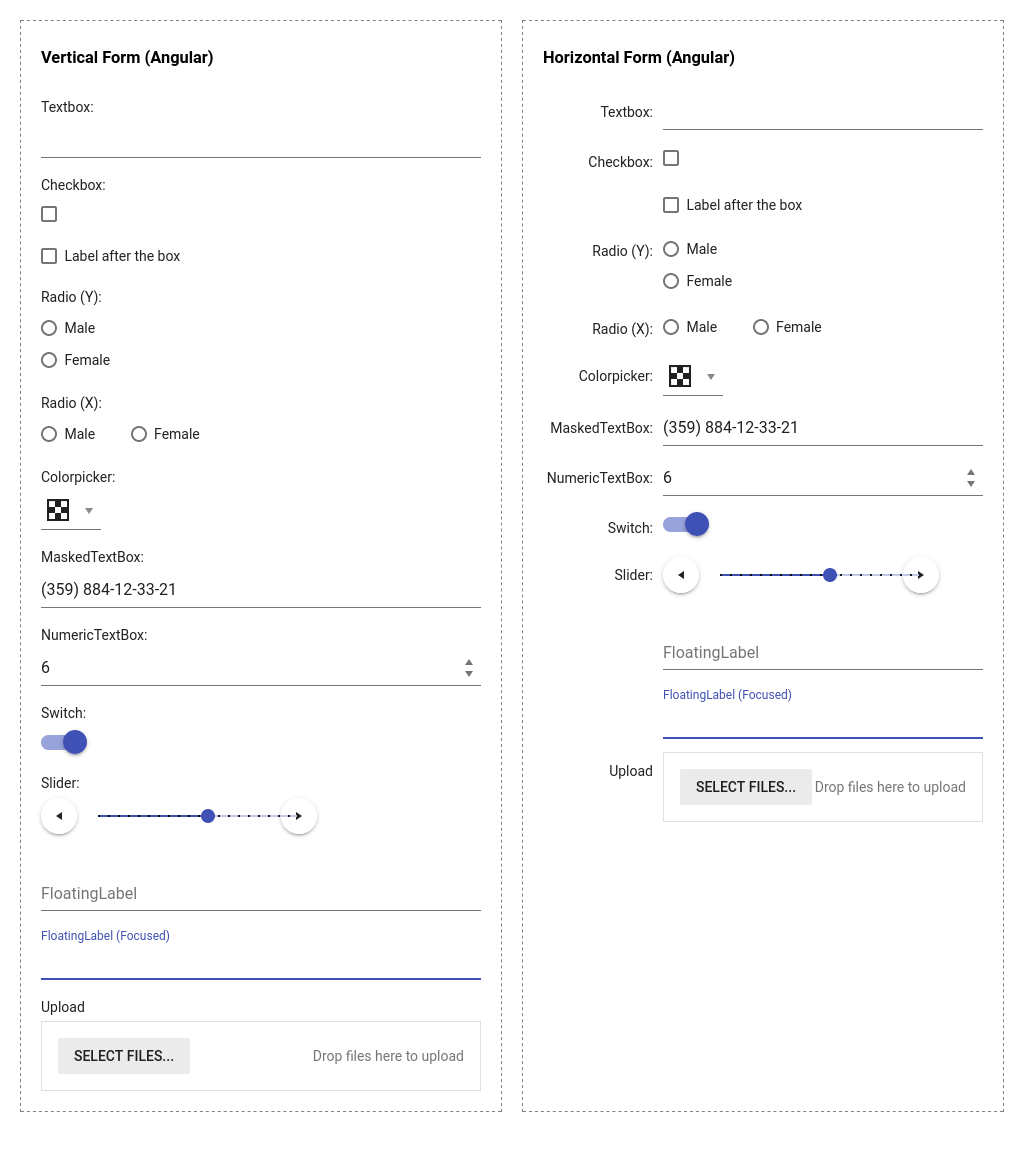 Vertical Form (Angular)
Textbox:
Checkbox:
Label after the box
Radio (Y):
Male
Female
Radio (X):
Male Female
Colorpicker:
MaskedTextBox:
(359) 884-12-33-21
NumericTextBox:
6
Switch:
Slider:
FloatingLabel
FloatingLabel (Focused)
Upload
SELECT FILES... Drop files here to upload
Horizontal Form (Angular)
Textbox:
Checkbox:
Label after the box
Radio (Y): Male
Female
Radio (X): Male Female
Colorpicker:
MaskedTextBox: (359) 884-12-33-21
NumericTextBox: 6
Switch:
Slider:
FloatingLabel
FloatingLabel (Focused)
Upload SELECT FILES... Drop files here to upload